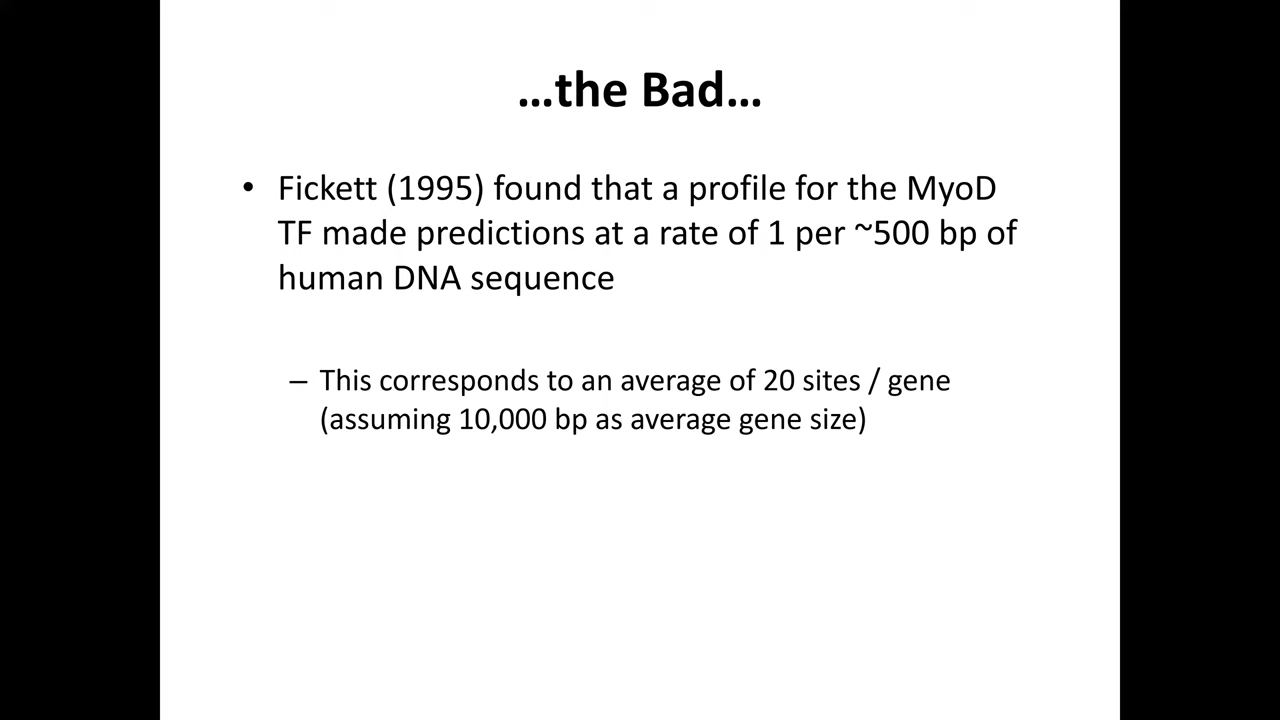 …the Bad…
• Fickett (1995) found that a profile for the MyoD
TF made predictions at a rate of 1 per ~500 bp of
human DNA sequence
– This corresponds to an average of 20 sites / gene
(assuming 10,000 bp as average gene size)